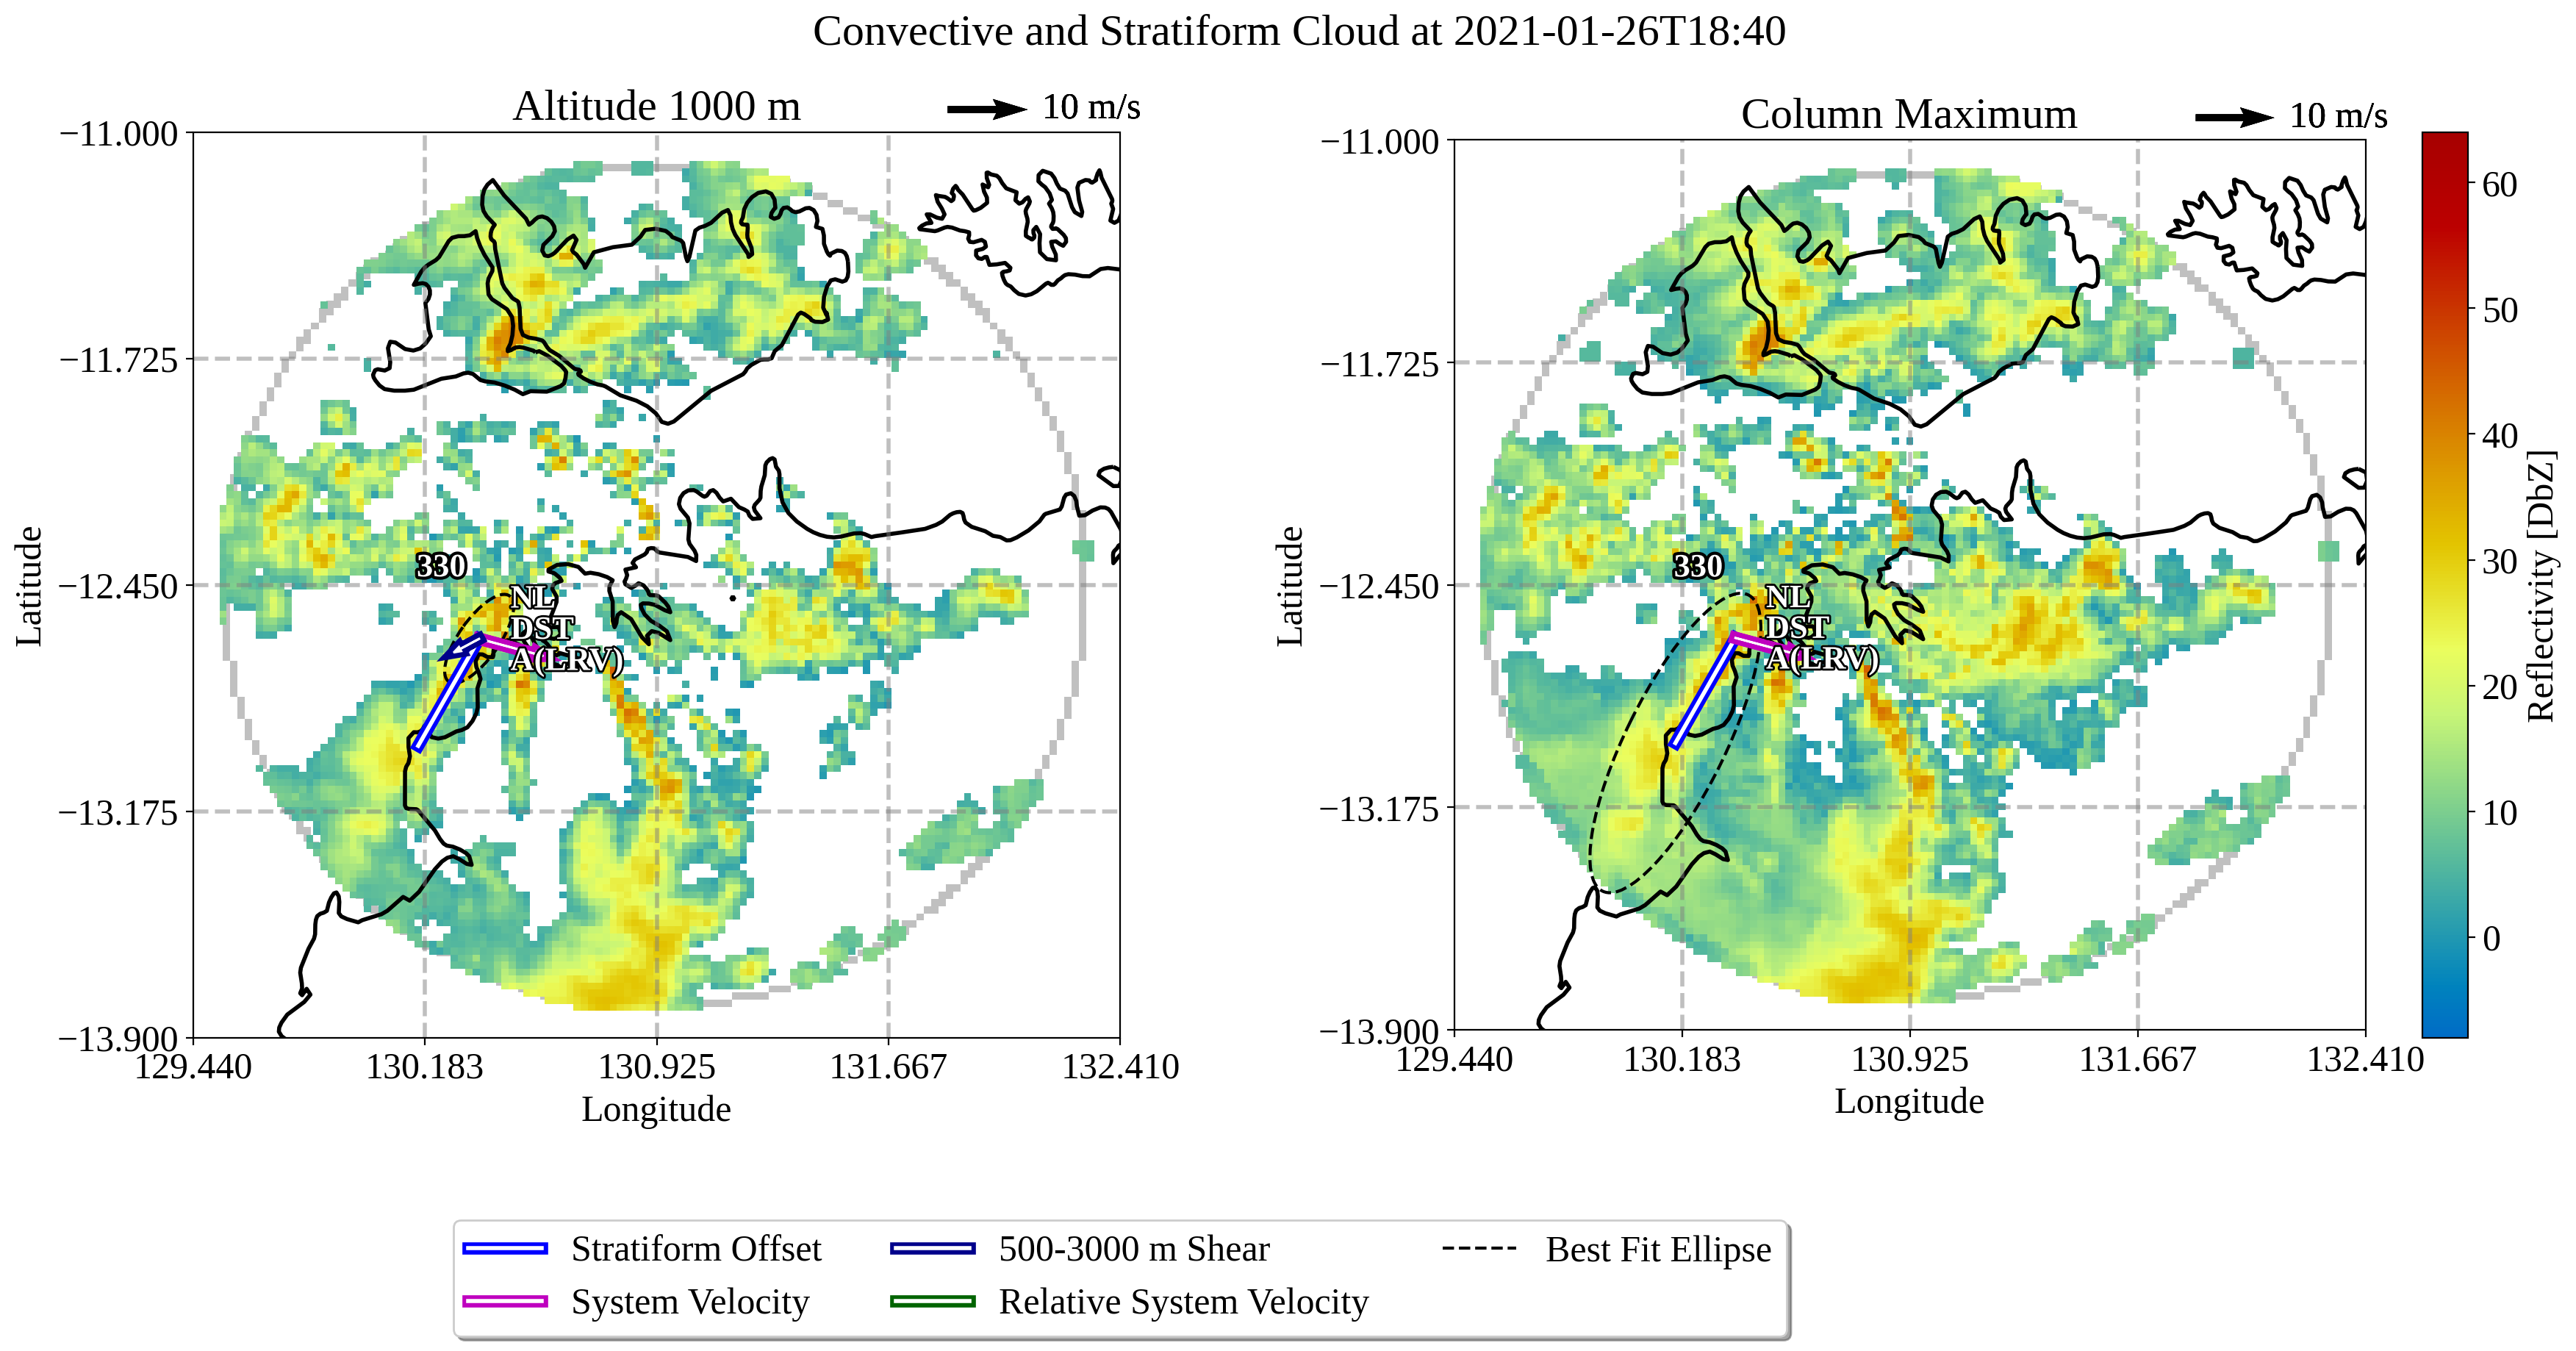 Convective and Stratiform Cloud at 2021-01-26T18:40
Altitude 1000 m
10 m/s
−11.000
−11.725
−12.450
−13.175
−13.900
129.440
130.183
130.925
131.667
132.410
Latitude
Longitude
330
NL
DST
A(LRV)
Column Maximum
10 m/s
−11.000
−11.725
−12.450
−13.175
−13.900
129.440
130.183
130.925
131.667
132.410
Latitude
Longitude
330
NL
DST
A(LRV)
60
50
40
30
20
10
0
Reflectivity [DbZ]
Stratiform Offset
System Velocity
500-3000 m Shear
Relative System Velocity
Best Fit Ellipse